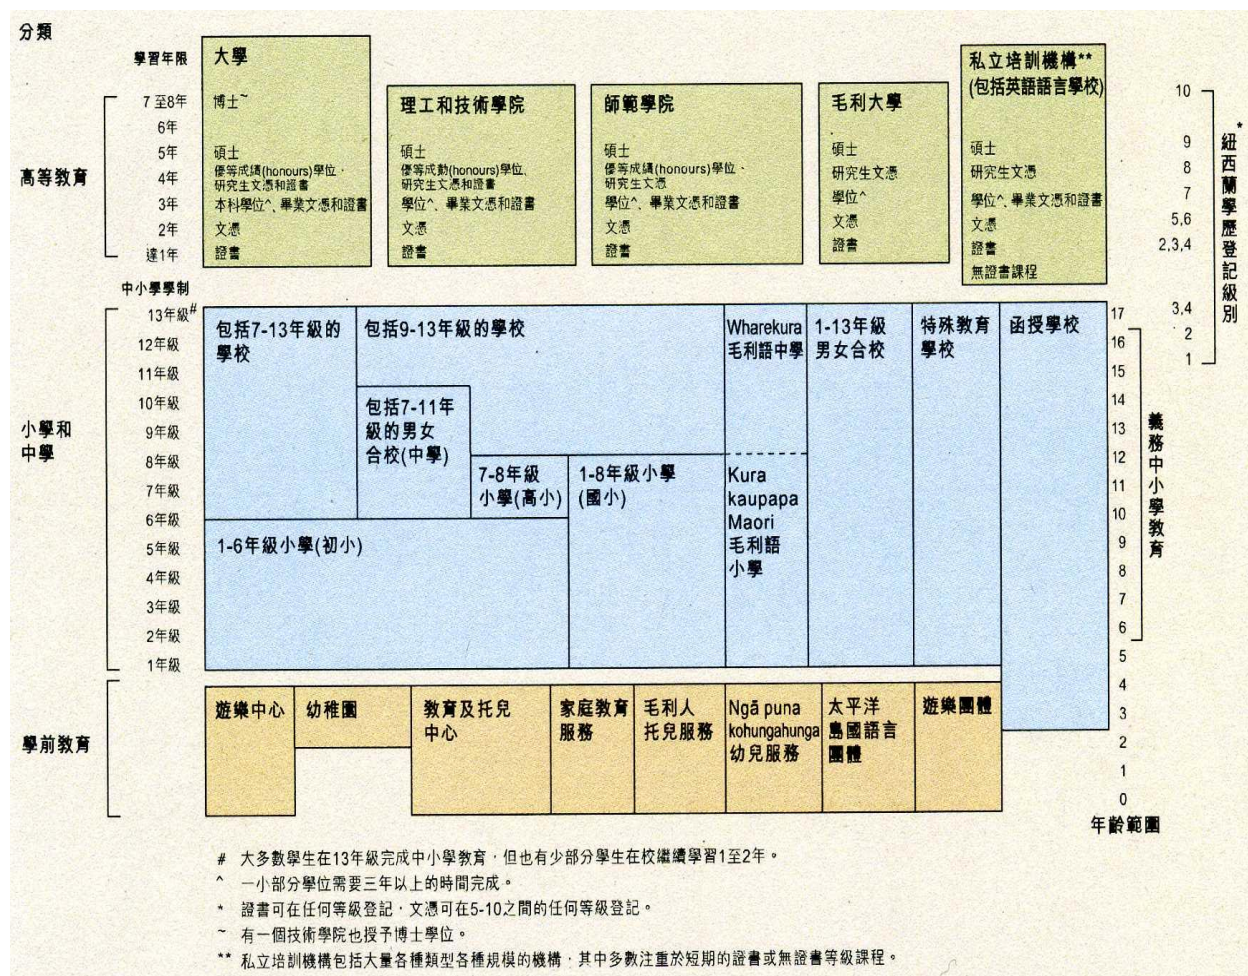 分類
學習年限
高等教育
7 至8年
6年
5年
4年
3年
2年
達1年
大學
博士~
碩士
優等成績(honours)學位、
研究生文憑和證書
本科學位^、畢業文憑和證書
文憑
證書
理工和技術學院
碩士
優等成動(honours)學位、
研究生文憑和證書
學位^、畢業文憑和證書
文憑
證書
師範學院
碩士
優等成績(honours)學位、
研究生文憑
學位^、畢業文憑和證書
文憑
證書
毛利大學
碩士
研究生文憑
學位^
文憑
證書
私立培訓機構**
(包括英語語言學校)
碩士
研究生文憑
學位^、畢業文憑和證書
文憑
證書
無證書課程
10
9
8
7
5,6
2,3,4
3,4
2
1
紐西蘭學歷登記級別*
中小學學制
小學和
中學
13年級#
12年級
11年級
10年級
9年級
8年級
7年級
6年級
5年級
4年級
3年級
2年級
1年級
包括7-13年級的
學校
包括9-13年級的學校
包括7-11年
級的男女
合校(中學)
7-8年級
小學(高小)
1-8年級小學
(國小)
1-6年級小學(初小)
Wharekura
毛利語中學
Kura
kaupapa
Maori
毛利語
小學
1-13年級
男女合校
特殊教育
學校
函授學校
17
16
15
14
13
12
11
10
9
8
7
6
5
4
3
2
1
0
年齡範圍
義務中小學教育
學前教育
遊樂中心
幼稚園
教育及托兒
中心
家庭教育
服務
毛利人
托兒服務
Ngā puna
kohungahunga
幼兒服務
太平洋
島國語言
團體
遊樂團體
# 大多數學生在13年級完成中小學教育，但也有少部分學生在校繼續學習1至2年。
^ 一小部分學位需要三年以上的時間完成。
* 證書可在任何等級登記，文憑可在5-10之間的任何等級登記。
~ 有一個技術學院也授予博士學位。
** 私立培訓機構包括大量各種類型各種規模的機構，其中多數注重於短期的證書或無證書等級課程。